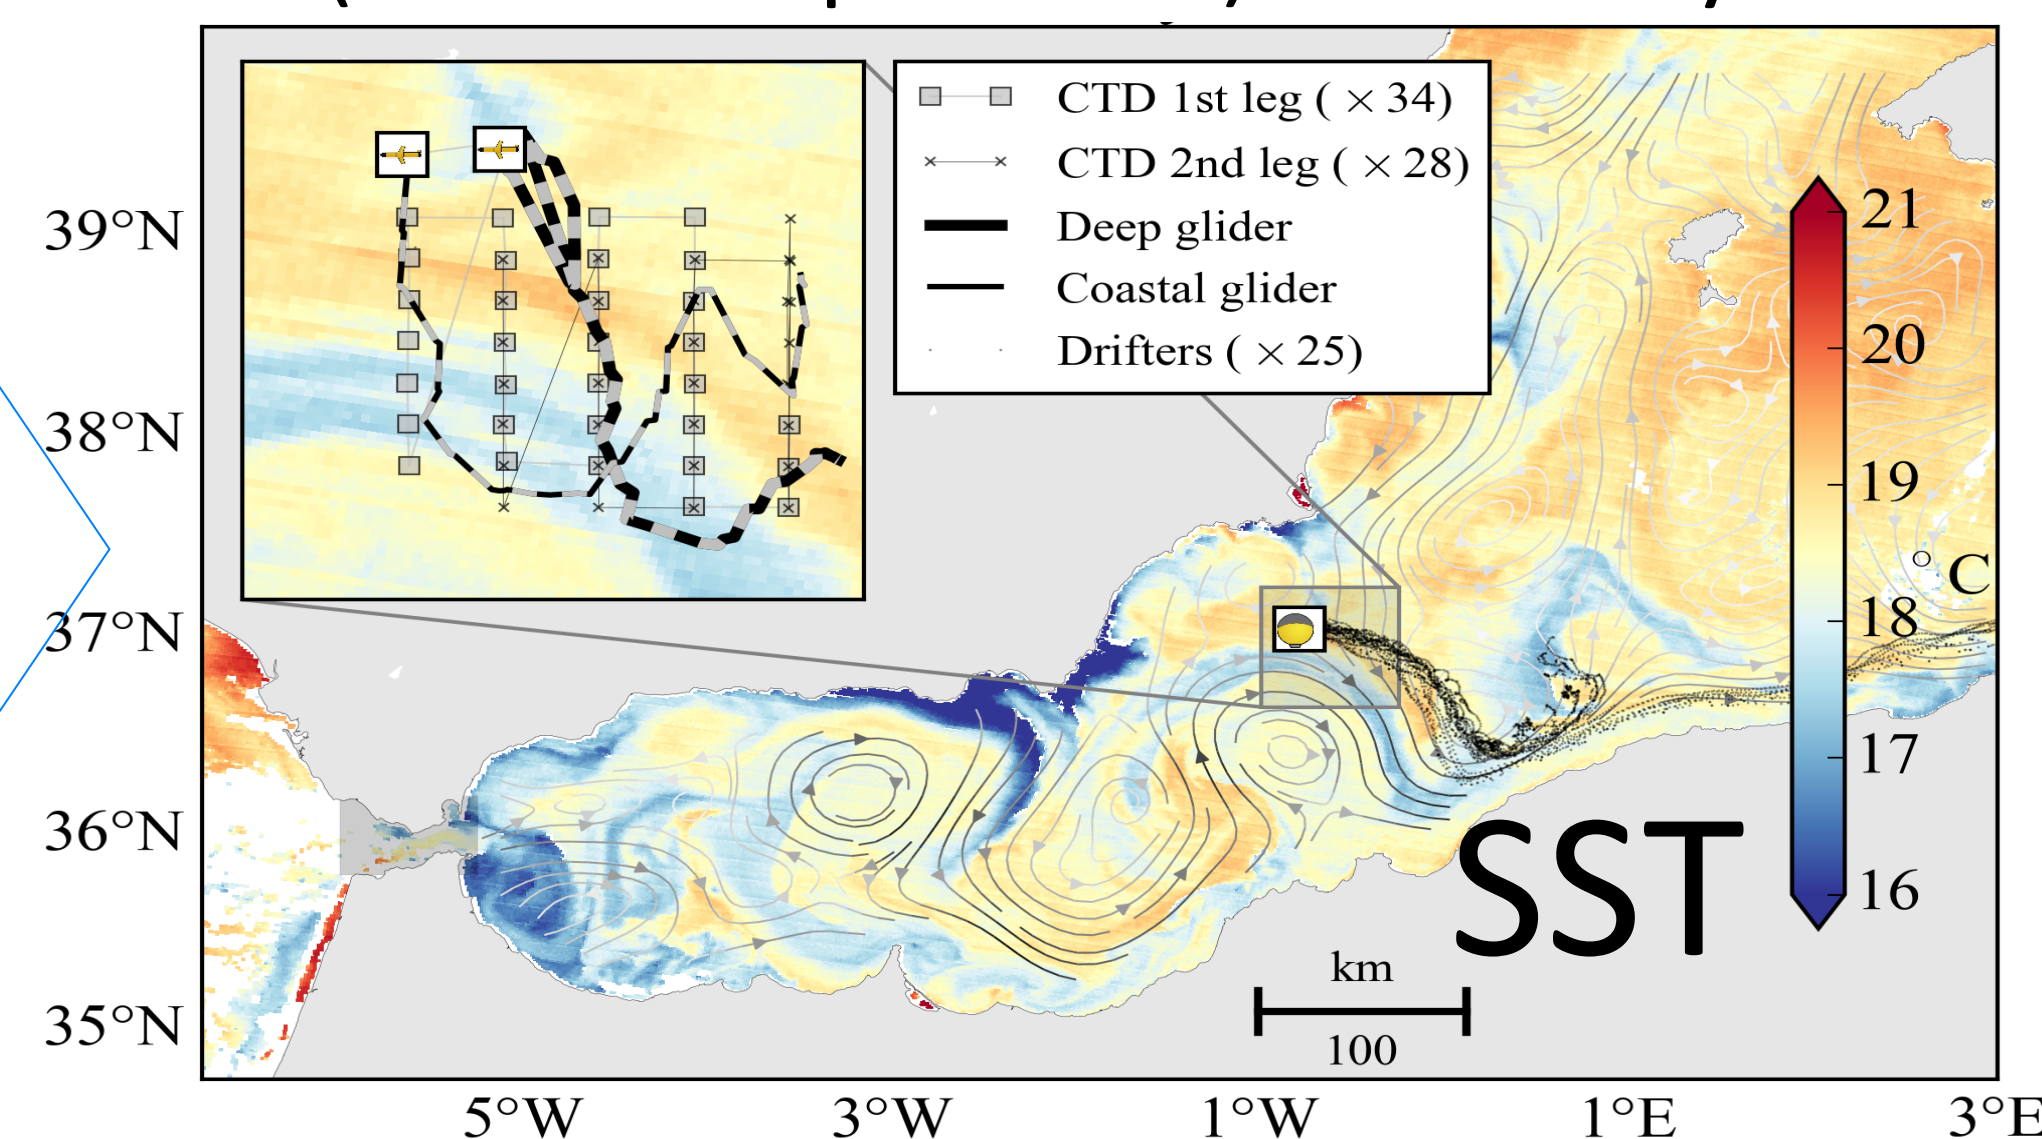 CTD 1st leg ( × 34)
CTD 2nd leg ( × 28)
Deep glider
Coastal glider
Drifters ( × 25)
39°N
38°N
37°N
36°N
35°N
5°W
3°W
1°W
1°E
3°E
21
20
19
18
17
16
° C
SST
km
100